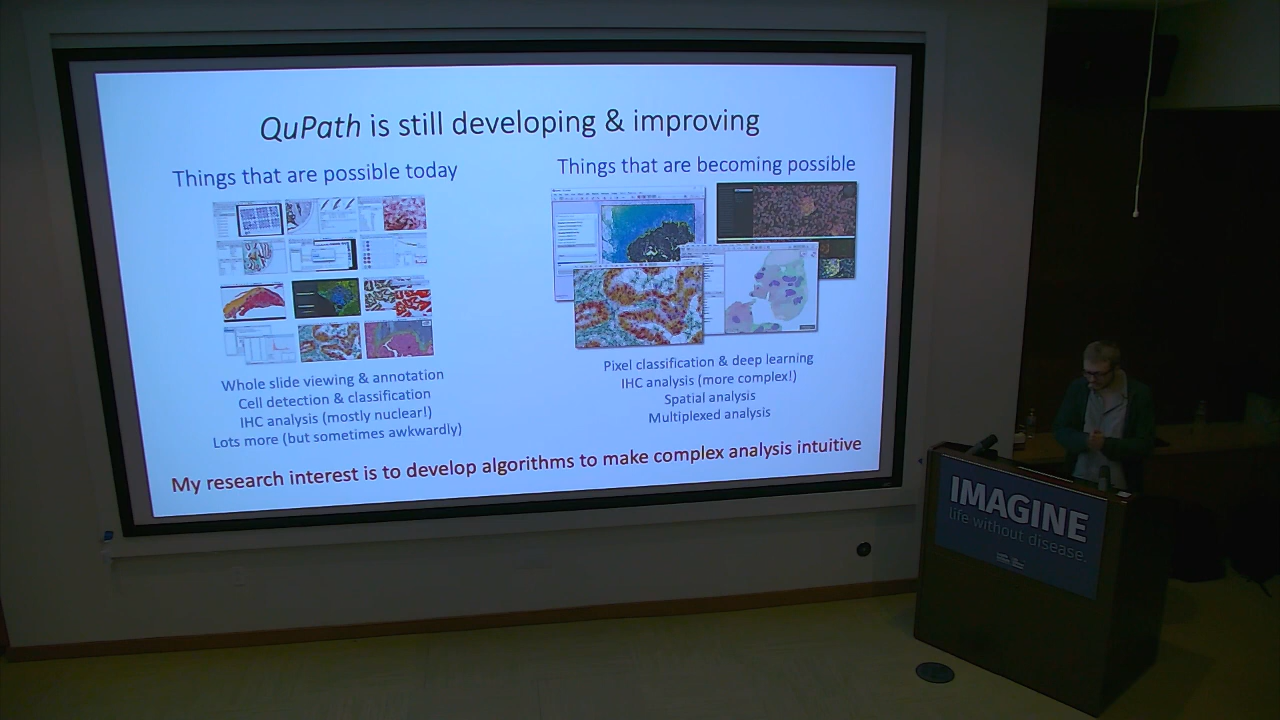 QuPath is still developing & improving
Things that are possible today
Whole slide viewing & annotation
Cell detection & classification
IHC analysis (mostly nuclear!)
Lots more (but sometimes awkwardly)
Things that are becoming possible
Pixel classification & deep learning
IHC analysis (more complex!)
Spatial analysis
Multiplexed analysis
My research interest is to develop algorithms to make complex analysis intuitive
IMAGINE
life without disease.